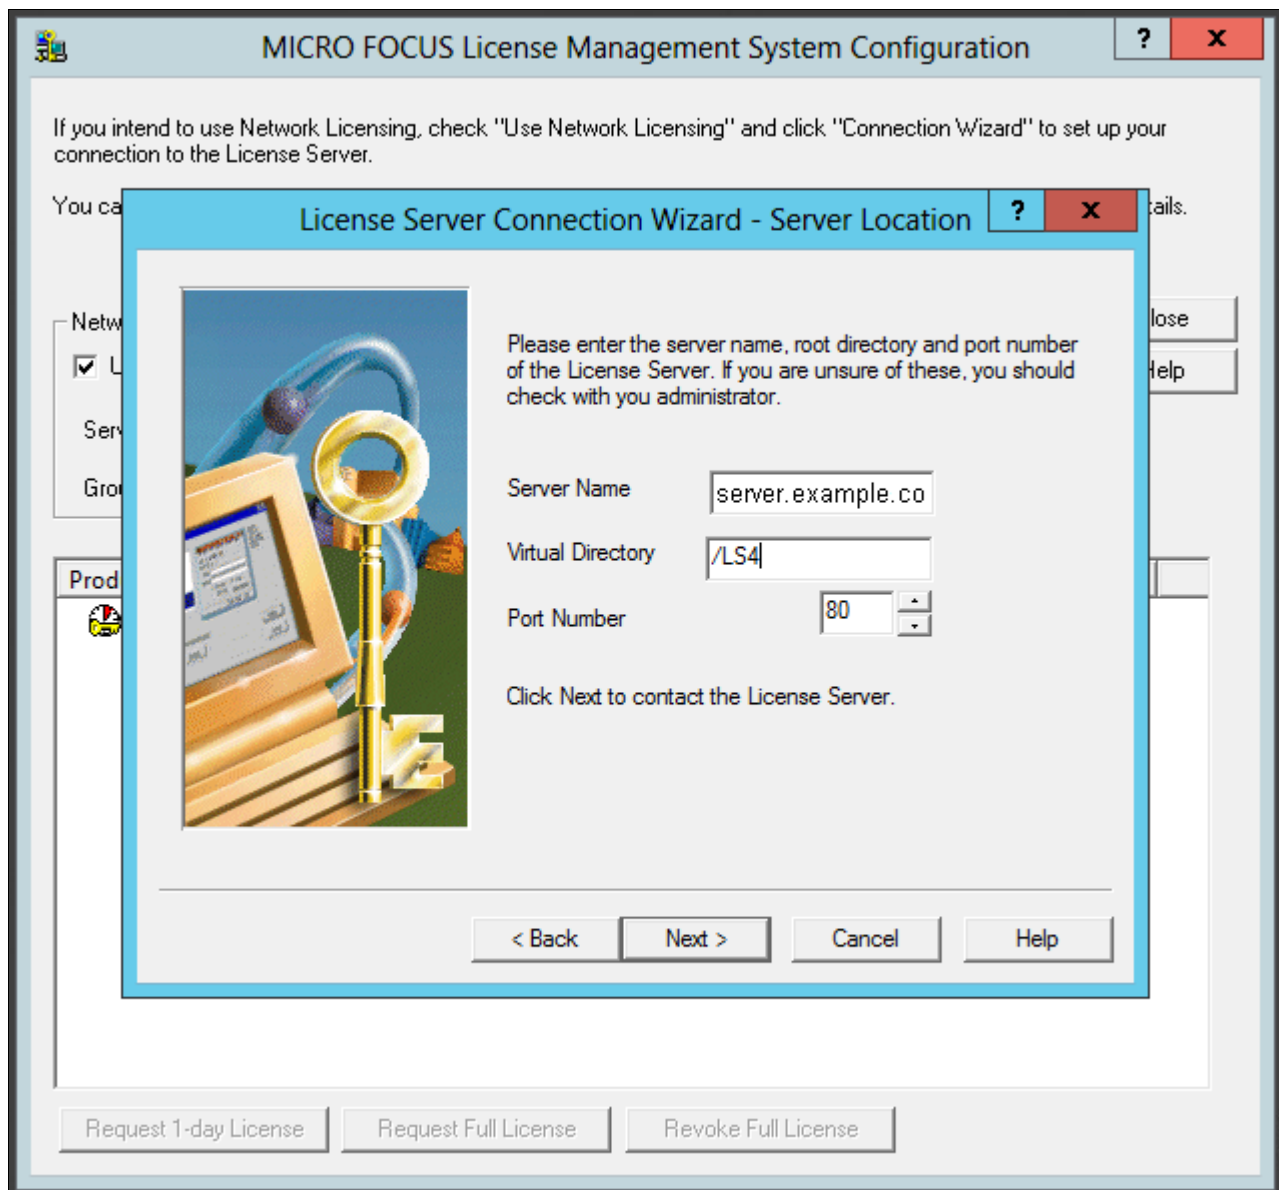 MICRO FOCUS License Management System Configuration
?
X
If you intend to use Network Licensing, check "Use Network Licensing" and click "Connection Wizard" to set up your
connection to the License Server.
You ca
tails.
License Server Connection Wizard - Server Location
?
X
Please enter the server name, root directory and port number
of the License Server. If you are unsure of these, you should
check with you administrator.
Netw
lose
Help
Serv
Server Name
server.example.co
Grou
Virtual Directory
/LS4
Prod
Port Number
80
Click Next to contact the License Server.
< Back
Next >
Cancel
Help
Request 1-day License
Request Full License
Revoke Full License